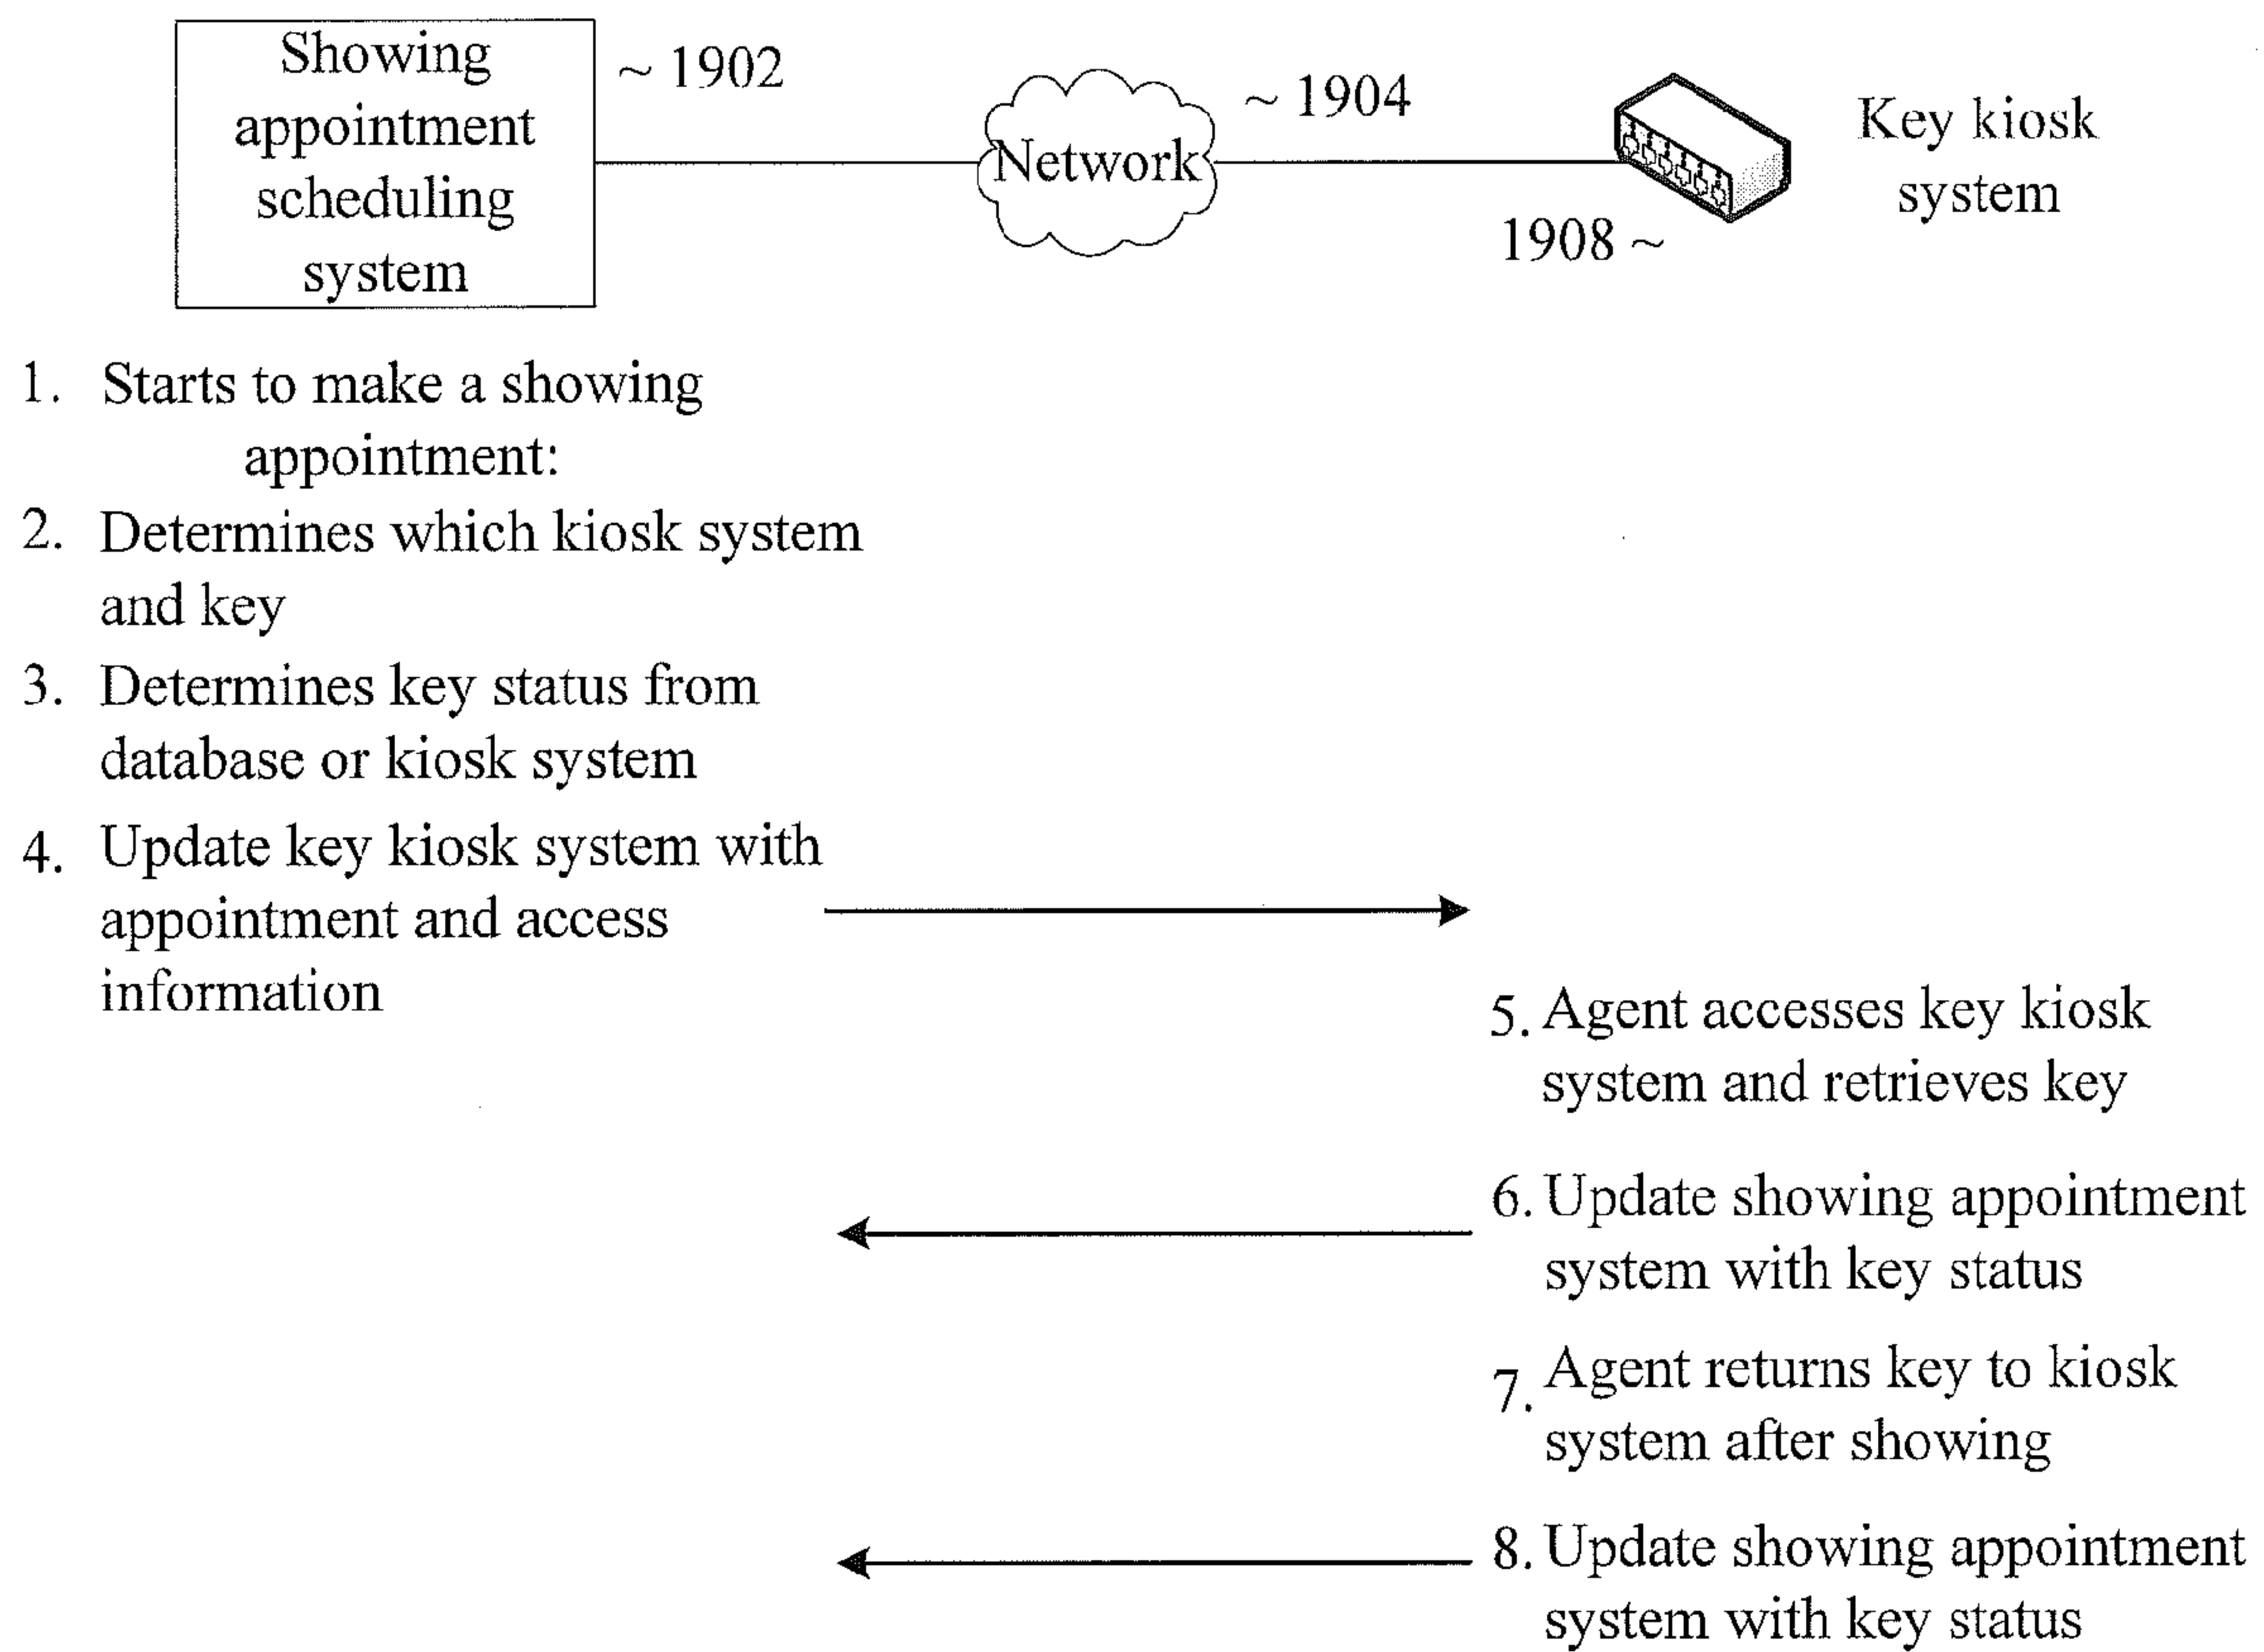 Showing
appointment
scheduling
system
~ 1902
Network
~ 1904
1908 ~
Key kiosk
system
1. Starts to make a showing
appointment:
2. Determines which kiosk system
and key
3. Determines key status from
database or kiosk system
4. Update key kiosk system with
appointment and access
information
5. Agent accesses key kiosk
system and retrieves key
6. Update showing appointment
system with key status
7. Agent returns key to kiosk
system after showing
8. Update showing appointment
system with key status